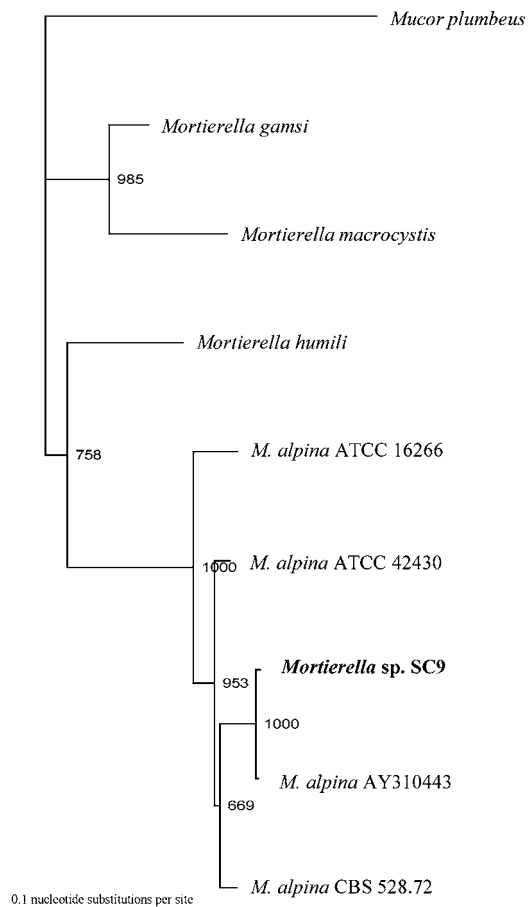 Mucor plumbeus
Mortierella gamsi
985
Mortierella macrocystis
Mortierella humili
758
M. alpina ATCC 16266
1000
M. alpina ATCC 42430
Mortierella sp. SC9
953
1000
M. alpina AY310443
669
M. alpina CBS 528.72
0.1 nucleotide substitutions per site